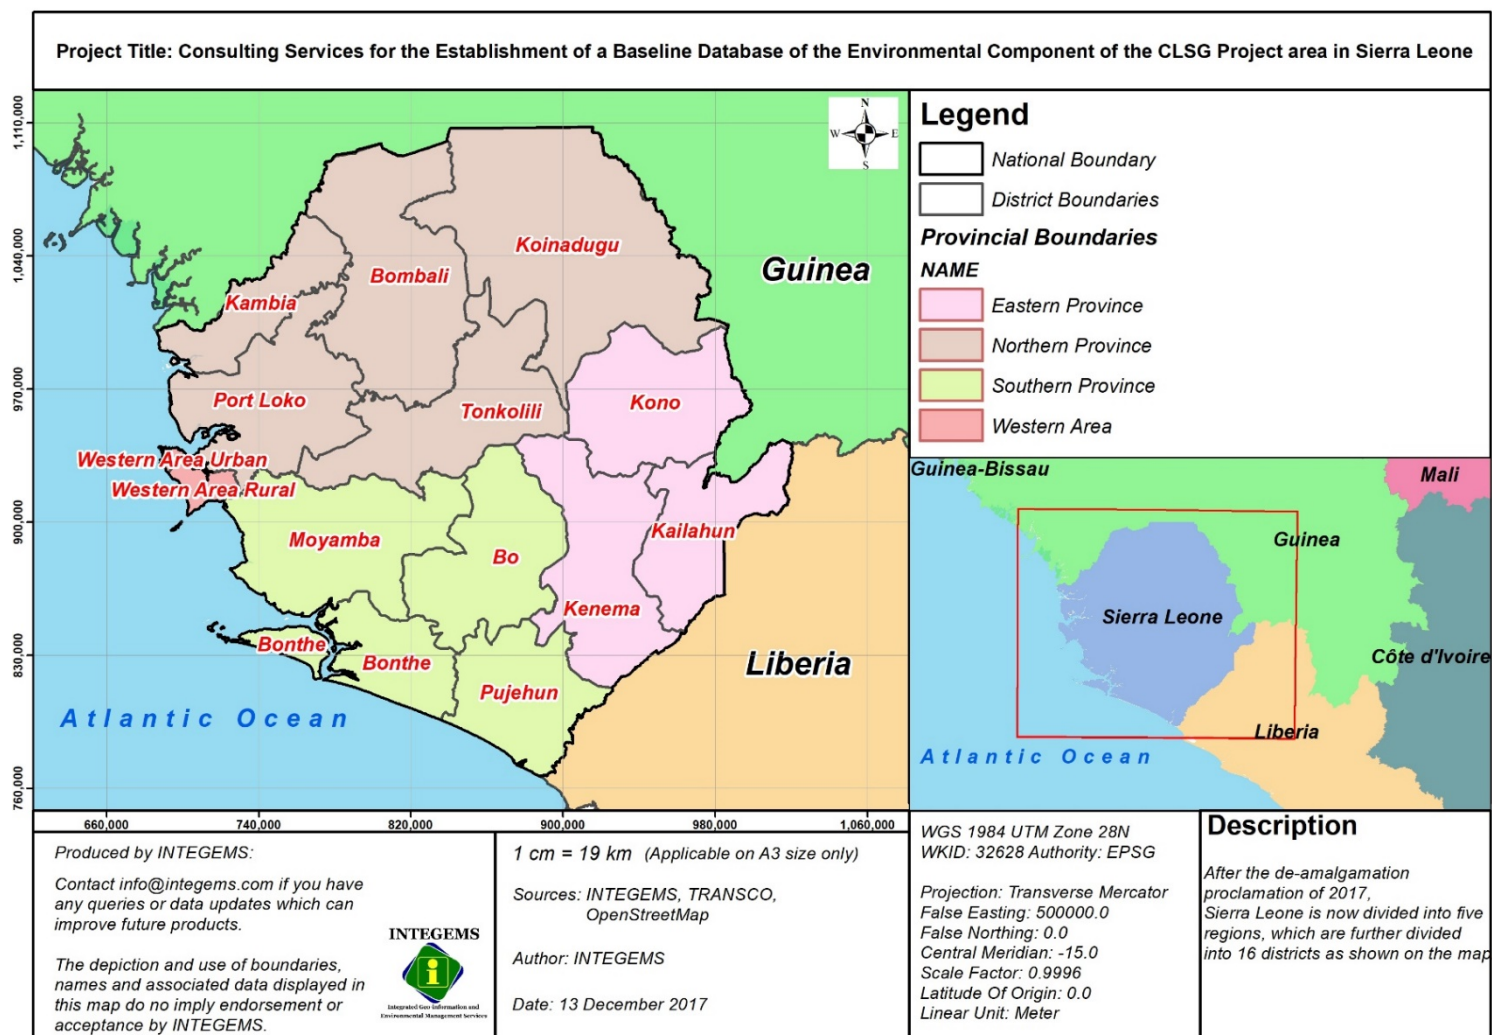 Project Title: Consulting Services for the Establishment of a Baseline Database of the Environmental Component of the CLSG Project area in Sierra Leone
1,110,000
1,040,000
970,000
900,000
830,000
760,000
660,000
740,000
820,000
900,000
980,000
1,060,000
N
W
E
S
Koinadugu
Bombali
Guinea
Kambia
Port Loko
Tonkolili
Kono
Western Area Urban
Western Area Rural
Moyamba
Bo
Kailahun
Kenema
Bonthe
Bonthe
Pujehun
Liberia
Atlantic Ocean
Legend
National Boundary
District Boundaries
Provincial Boundaries
NAME
Eastern Province
Northern Province
Southern Province
Western Area
Guinea-Bissau
Mali
Guinea
Sierra Leone
Côte d'Ivoire
Liberia
Atlantic Ocean
Produced by INTEGEMS:
Contact info@integems.com if you have
any queries or data updates which can
improve future products.
The depiction and use of boundaries,
names and associated data displayed in
this map do no imply endorsement or
acceptance by INTEGEMS.
INTEGEMS
i
Integrated Geo-Information and
Environmental Management Services
1 cm = 19 km (Applicable on A3 size only)
Sources: INTEGEMS, TRANSCO,
OpenStreetMap
Author: INTEGEMS
Date: 13 December 2017
WGS 1984 UTM Zone 28N
WKID: 32628 Authority: EPSG
Projection: Transverse Mercator
False Easting: 500000.0
False Northing: 0.0
Central Meridian: -15.0
Scale Factor: 0.9996
Latitude Of Origin: 0.0
Linear Unit: Meter
Description
After the de-amalgamation
proclamation of 2017,
Sierra Leone is now divided into five
regions, which are further divided
into 16 districts as shown on the map